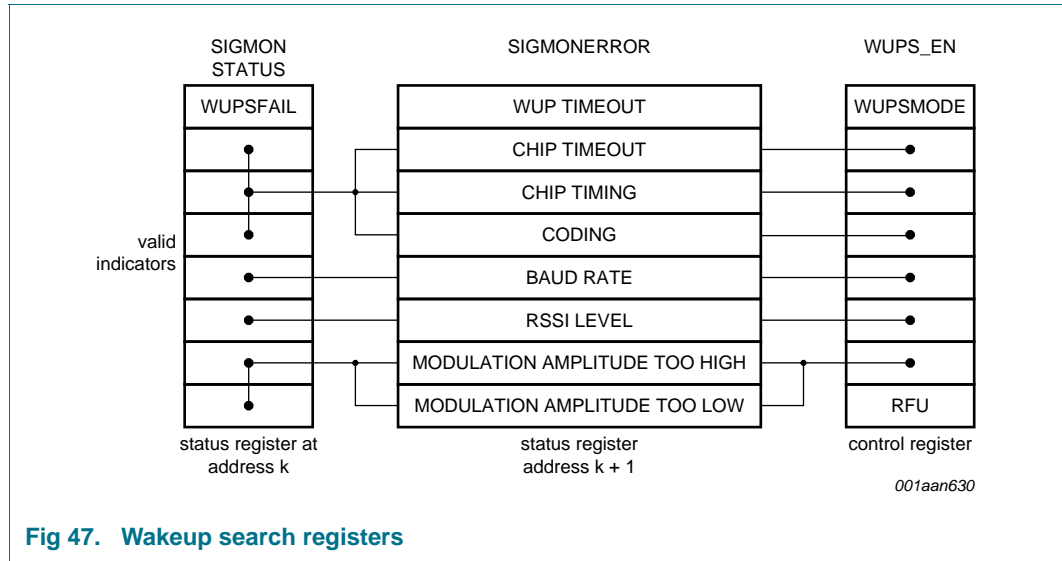 SIGMON
STATUS
SIGMONERROR
WUPS_EN
WUPSFAIL
WUP TIMEOUT
WUPSMODE
CHIP TIMEOUT
CHIP TIMING
CODING
valid
indicators
BAUD RATE
RSSI LEVEL
MODULATION AMPLITUDE TOO HIGH
MODULATION AMPLITUDE TOO LOW
RFU
status register at
address k
status register
address k + 1
control register
001aan630
Fig 47. Wakeup search registers